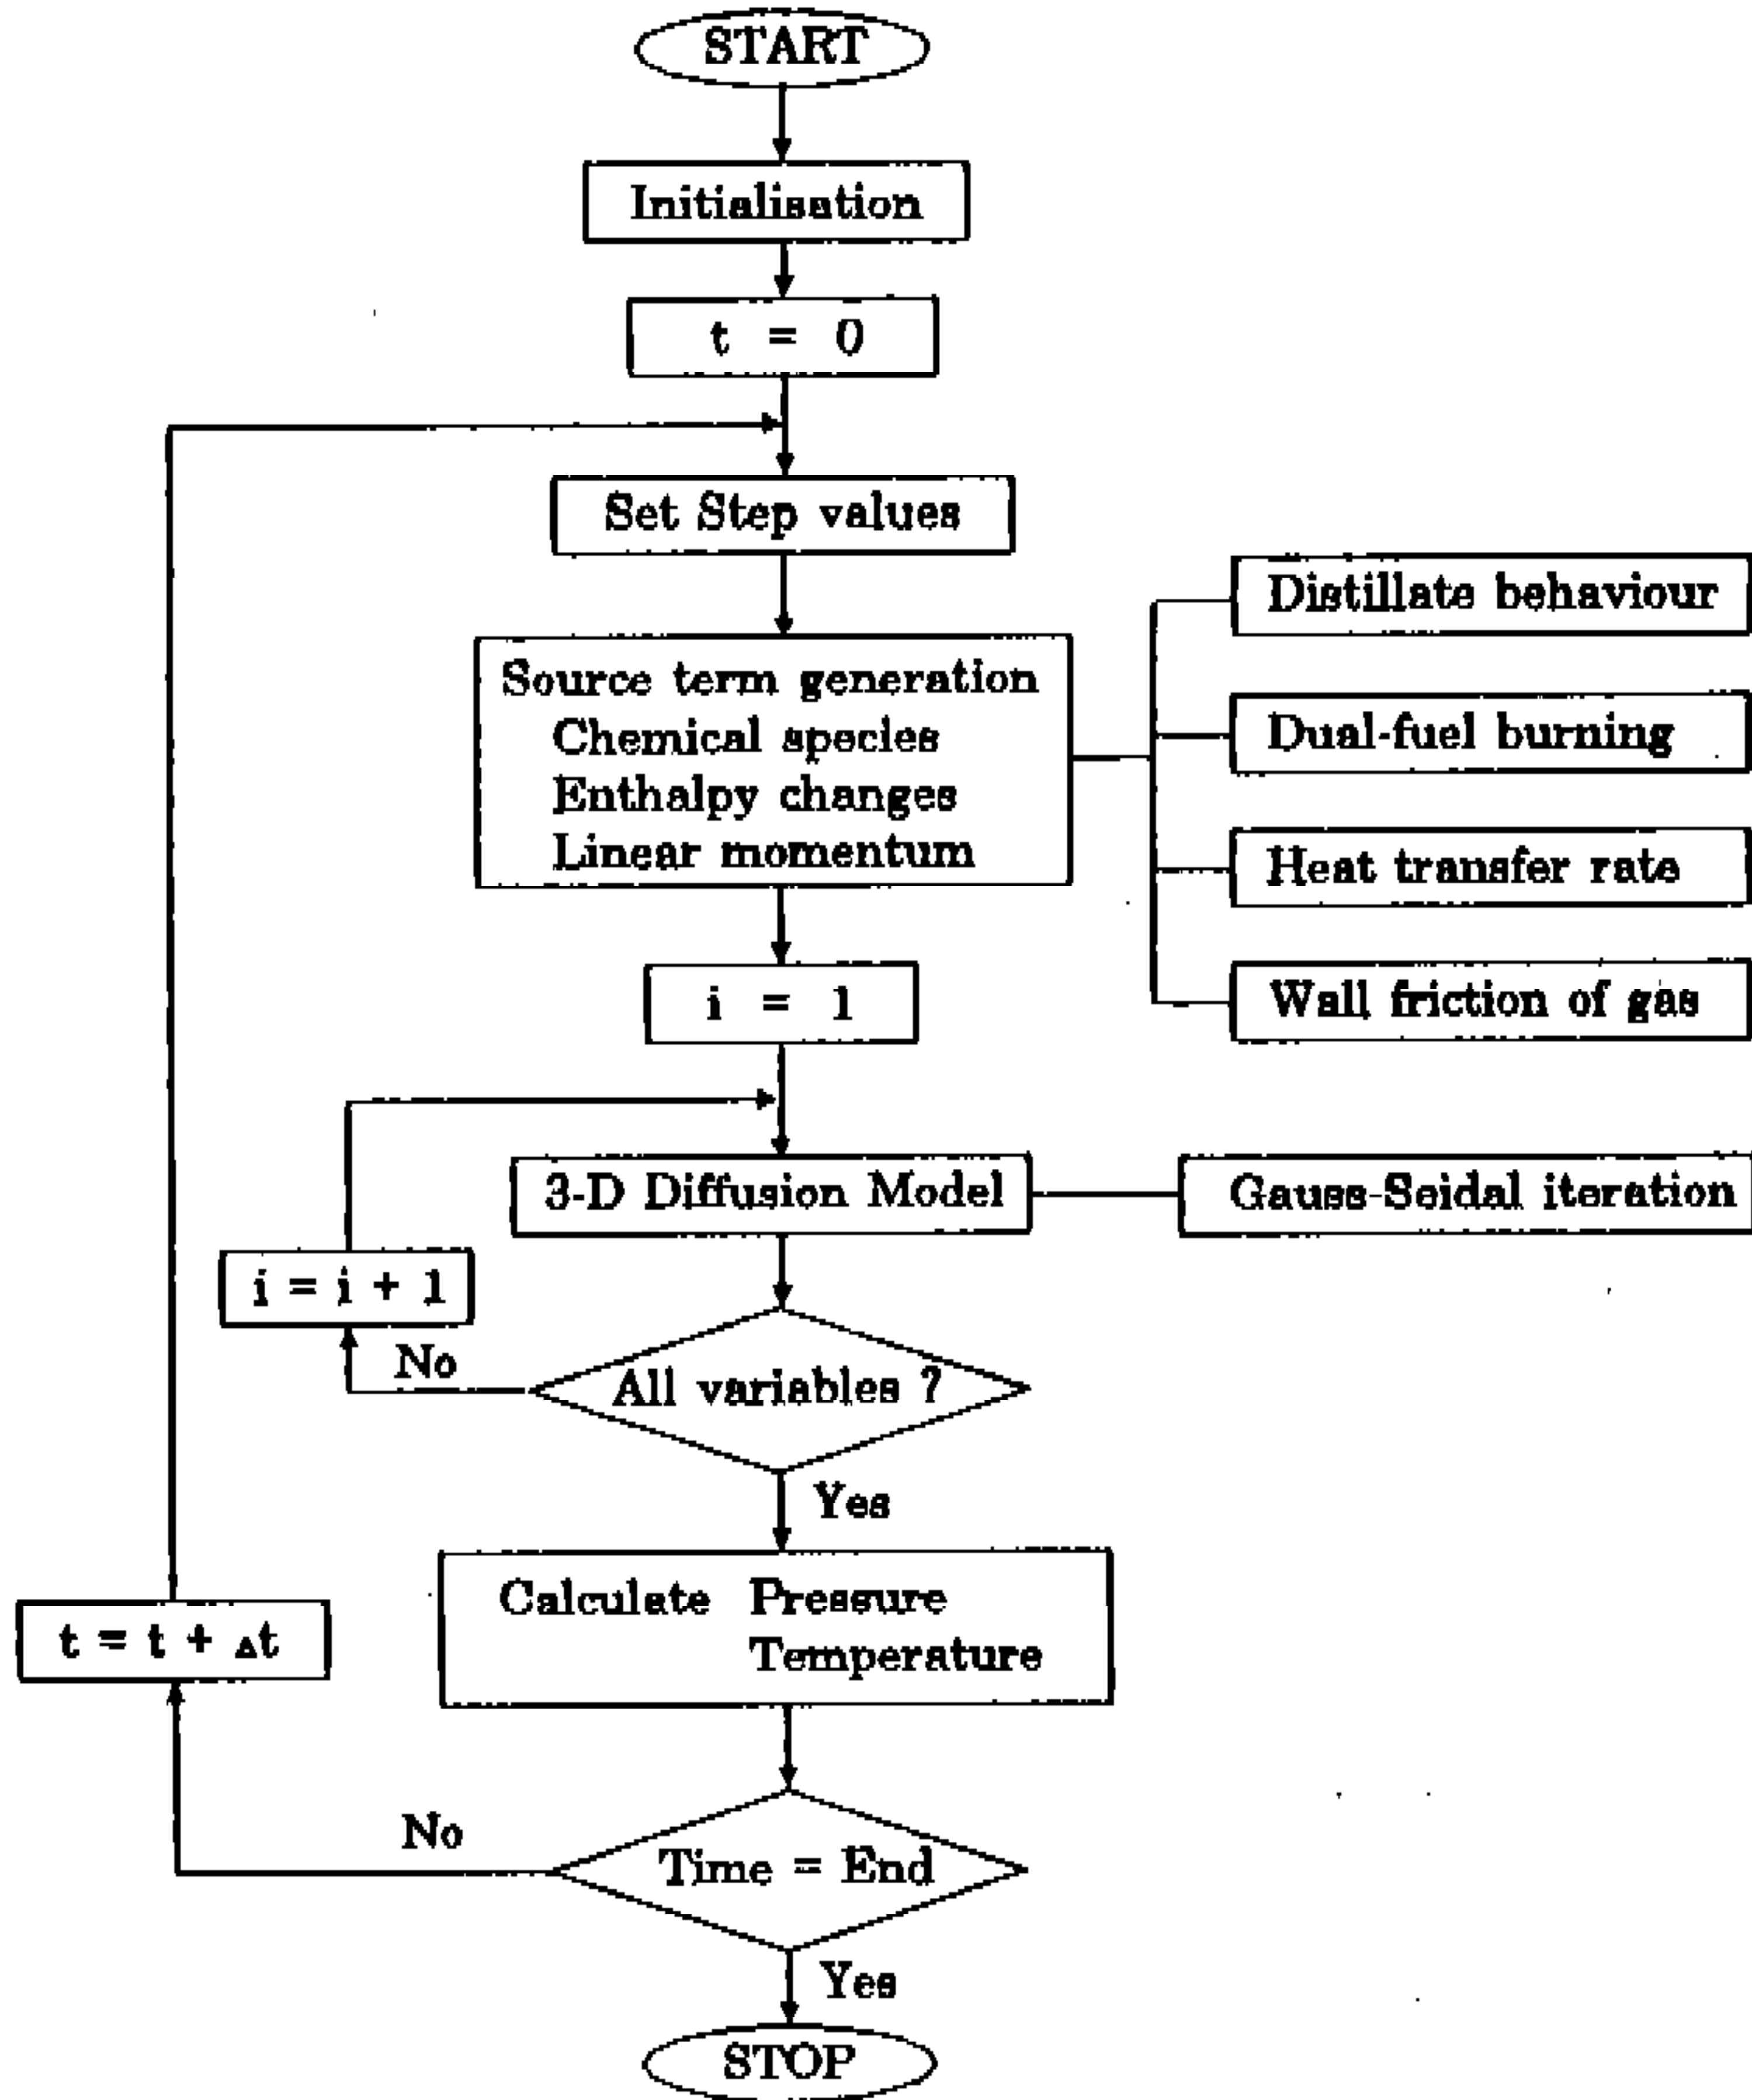 START
Initialisation
t = 0
Set Step values
Source term generation
Chemical species
Enthalpy changes
Linear momentum
Distillate behaviour
Dual-fuel burning
Heat transfer rate
Wall friction of gas
i = 1
3-D Diffusion Model
Gauss-Seidal iteration
i = i + 1
No
All variables ?
Yes
Calculate Pressure
Temperature
t = t + Δt
No
Time = End
Yes
STOP